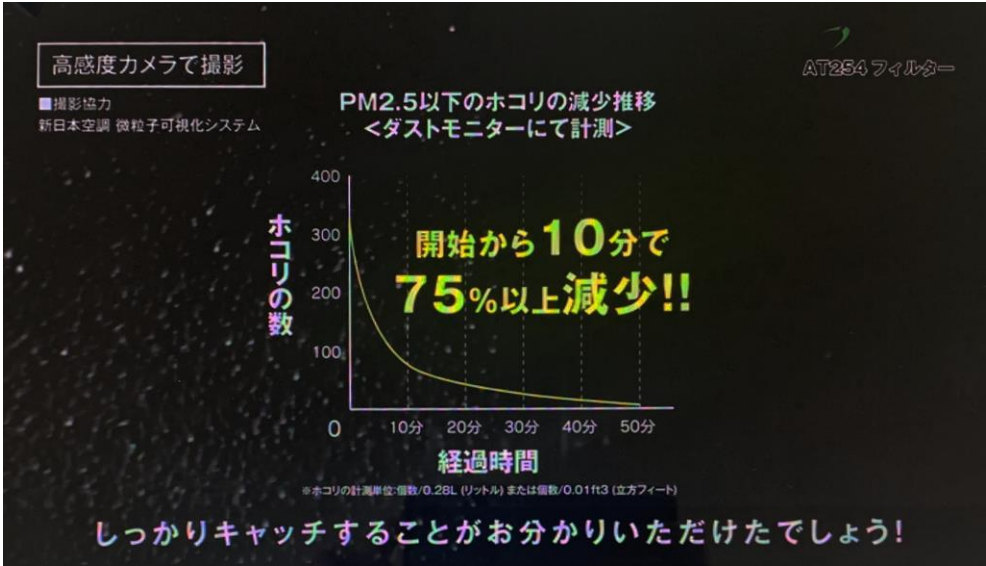 高感度カメラで撮影
■撮影協力
新日本空調 微粒子可視化システム
AT254 フィルター
PM2.5以下のホコリの減少推移
<ダストモニターにて計測>
ホコリの数
400
300
200
100
0
開始から10分で
75%以上減少!!
10分 20分 30分 40分 50分
経過時間
※ホコリの計測単位:個数/0.28L (リットル) または個数/0.01ft3 (立方フィート)
しっかりキャッチすることがお分かりいただけたでしょう!